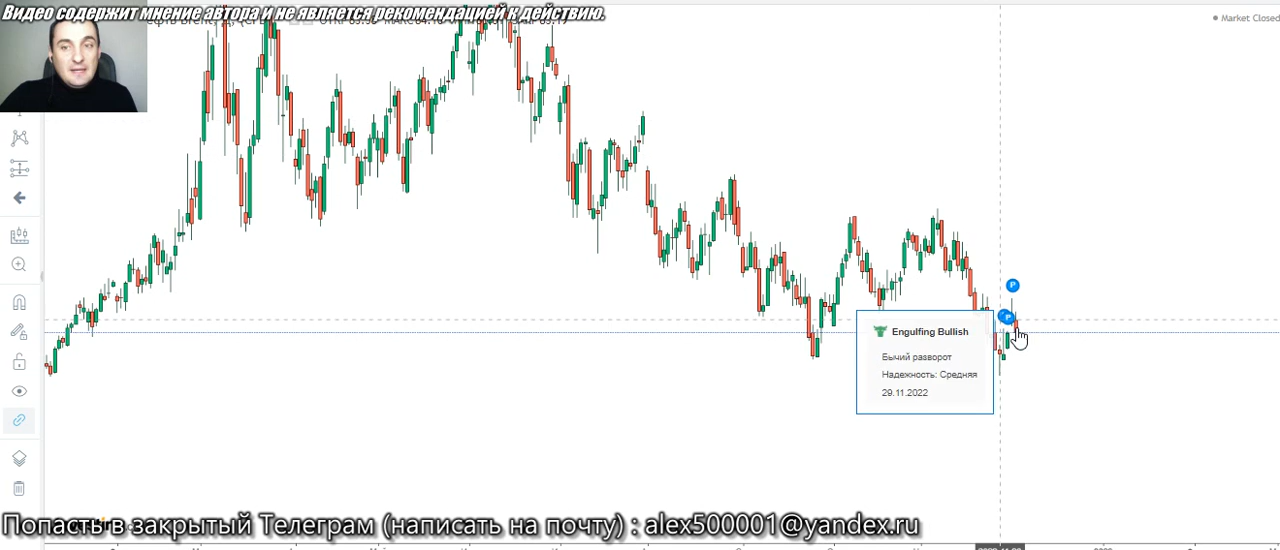 Видео содержит мнение автора и не является рекомендацией к действию.
Market Closed
P
P
Engulfing Bullish
Бычий разворот
Надежность: Средняя
29.11.2022
Попасть в закрытый Телеграм (написать на почту) : alex500001@yandex.ru